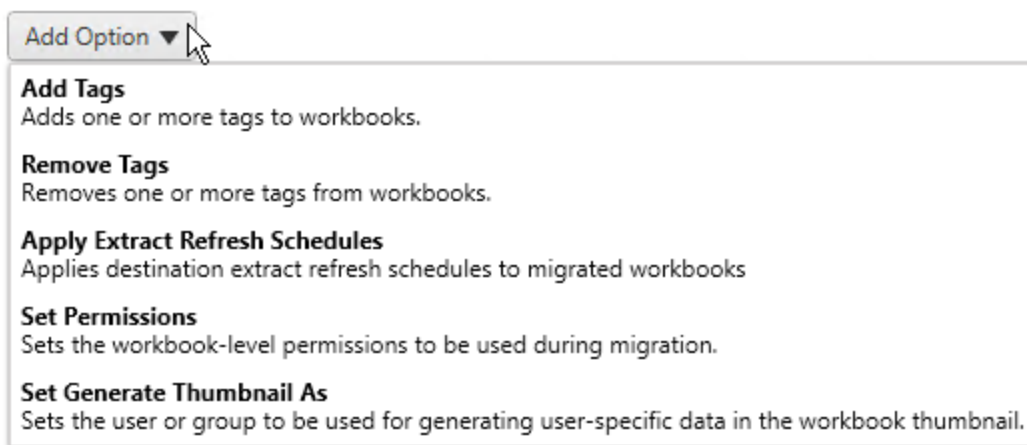 Add Option ▼
Add Tags
Adds one or more tags to workbooks.
Remove Tags
Removes one or more tags from workbooks.
Apply Extract Refresh Schedules
Applies destination extract refresh schedules to migrated workbooks
Set Permissions
Sets the workbook-level permissions to be used during migration.
Set Generate Thumbnail As
Sets the user or group to be used for generating user-specific data in the workbook thumbnail.